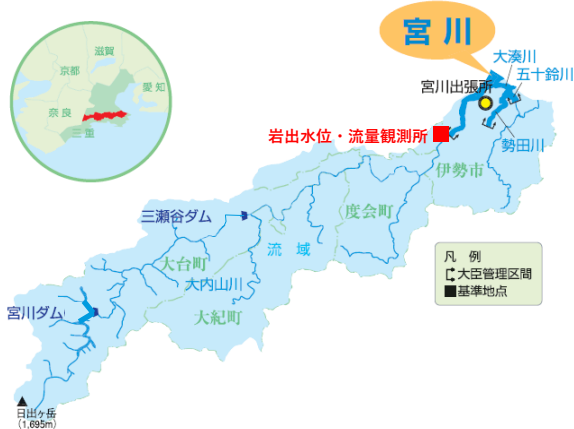 宮川
滋賀
京都
愛知
奈良
三重
大湊川
五十鈴川
宮川出張所
岩出水位・流量観測所
勢田川
伊勢市
度会町
三瀬谷ダム
流域
大台町
大内山川
大紀町
宮川ダム
凡例
大臣管理区間
基準地点
日出ヶ岳
(1,695m)